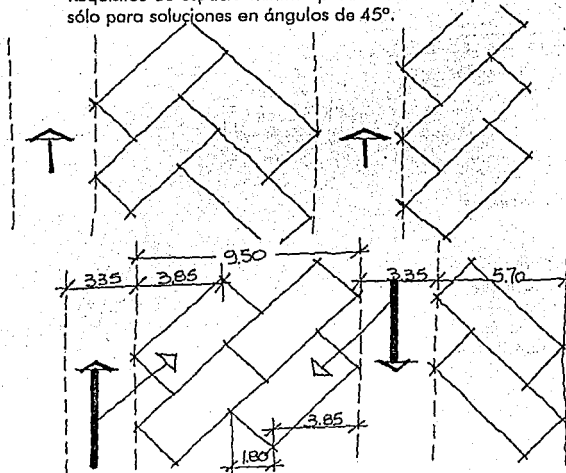 sólo para soluciones en ángulos de 45º.
9.50
3.35 3.85 3.35 5.70
3.85
1.80